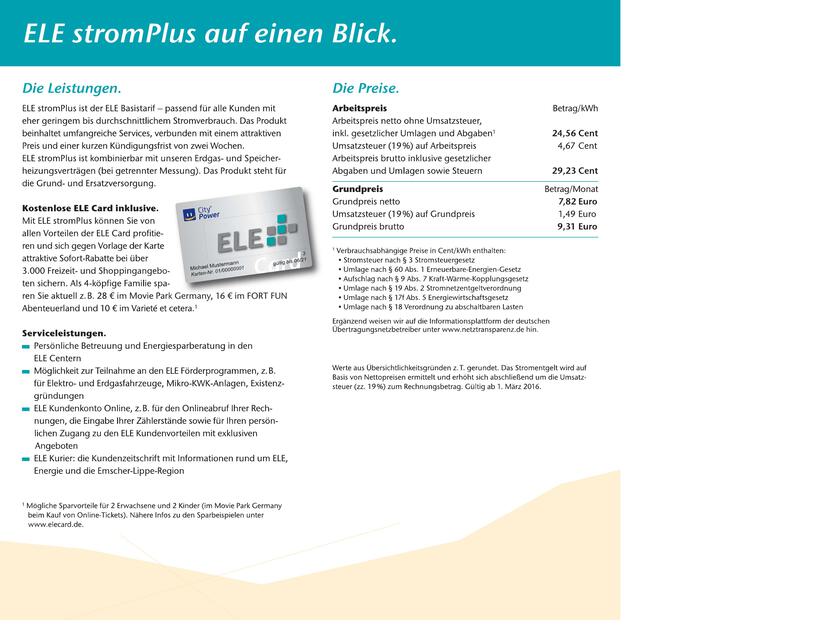 ELE stromPlus auf einen Blick.
Die Leistungen.
ELE stromPlus ist der ELE Basistarif – passend für alle Kunden mit
eher geringem bis durchschnittlichem Stromverbrauch. Das Produkt
beinhaltet umfangreiche Services, verbunden mit einem attraktiven
Preis und einer kurzen Kündigungsfrist von zwei Wochen.
ELE stromPlus ist kombinierbar mit unseren Erdgas- und Speicher-
heizungsverträgen (bei getrennter Messung). Das Produkt steht für
die Grund- und Ersatzversorgung.
Kostenlose ELE Card inklusive.
Mit ELE stromPlus können Sie von
allen Vorteilen der ELE Card profitie-
ren und sich gegen Vorlage der Karte
attraktive Sofort-Rabatte bei über
3.000 Freizeit- und Shoppingangebo-
ten sichern. Als 4-köpfige Familie spa-
ren Sie aktuell z. B. 28 € im Movie Park Germany, 16 € im FORT FUN
Abenteuerland und 10 € im Varieté et cetera.¹
City
Power
ELE
Card
Michael Mustermann
Karten-Nr. 01/00000001
gültig bis
Serviceleistungen.
Persönliche Betreuung und Energiesparberatung in den
ELE Centern
Möglichkeit zur Teilnahme an den ELE Förderprogrammen, z. B.
für Elektro- und Erdgasfahrzeuge, Mikro-KWK-Anlagen, Existenz-
gründungen
ELE Kundenkonto Online, z. B. für den Onlineabruf Ihrer Rech-
nungen, die Eingabe Ihrer Zählerstände sowie für Ihren persön-
lichen Zugang zu den ELE Kundenvorteilen mit exklusiven
Angeboten
ELE Kurier: die Kundenzeitschrift mit Informationen rund um ELE,
Energie und die Emscher-Lippe-Region
¹ Mögliche Sparvorteile für 2 Erwachsene und 2 Kinder (im Movie Park Germany
beim Kauf von Online-Tickets). Nähere Infos zu den Sparbeispielen unter
www.elecard.de.
Die Preise.
Arbeitspreis Betrag/kWh
Arbeitspreis netto ohne Umsatzsteuer,
inkl. gesetzlicher Umlagen und Abgaben¹ 24,56 Cent
Umsatzsteuer (19 %) auf Arbeitspreis 4,67 Cent
Arbeitspreis brutto inklusive gesetzlicher
Abgaben und Umlagen sowie Steuern 29,23 Cent
Grundpreis Betrag/Monat
Grundpreis netto 7,82 Euro
Umsatzsteuer (19 %) auf Grundpreis 1,49 Euro
Grundpreis brutto 9,31 Euro
¹ Verbrauchsabhängige Preise in Cent/kWh enthalten:
• Stromsteuer nach § 3 Stromsteuergesetz
• Umlage nach § 60 Abs. 1 Erneuerbare-Energien-Gesetz
• Aufschlag nach § 9 Abs. 7 Kraft-Wärme-Kopplungsgesetz
• Umlage nach § 19 Abs. 2 Stromnetzentgeltverordnung
• Umlage nach § 17f Abs. 5 Energiewirtschaftsgesetz
• Umlage nach § 18 Verordnung zu abschaltbaren Lasten
Ergänzend weisen wir auf die Informationsplattform der deutschen
Übertragungsnetzbetreiber unter www.netztransparenz.de hin.
Werte aus Übersichtlichkeitsgründen z. T. gerundet. Das Stromentgelt wird auf
Basis von Nettopreisen ermittelt und erhöht sich abschließend um die Umsatz-
steuer (zz. 19 %) zum Rechnungsbetrag. Gültig ab 1. März 2016.